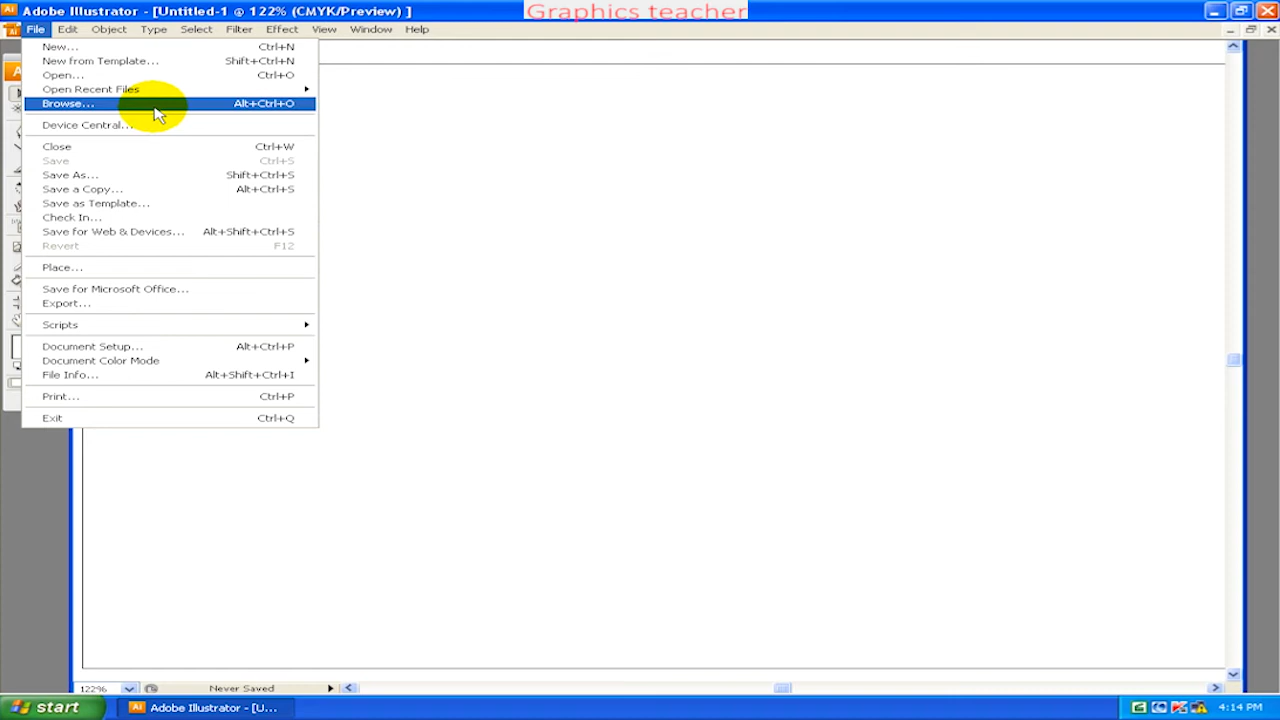 Adobe Illustrator - [Untitled-1 @ 122% (CMYK/Preview) ]
Graphics teacher
File Edit Object Type Select Filter Effect View Window Help
New... Ctrl+N
New from Template... Shift+Ctrl+N
Open... Ctrl+O
Open Recent Files
Browse... Alt+Ctrl+O
Device Central...
Close Ctrl+W
Save Ctrl+S
Save As... Shift+Ctrl+S
Save a Copy... Alt+Ctrl+S
Save as Template...
Check In...
Save for Web & Devices... Alt+Shift+Ctrl+S
Revert F12
Place...
Save for Microsoft Office...
Export...
Scripts
Document Setup... Alt+Ctrl+P
Document Color Mode
File Info... Alt+Shift+Ctrl+I
Print... Ctrl+P
Exit Ctrl+Q
122% Never Saved
start Adobe Illustrator - [U... 4:14 PM